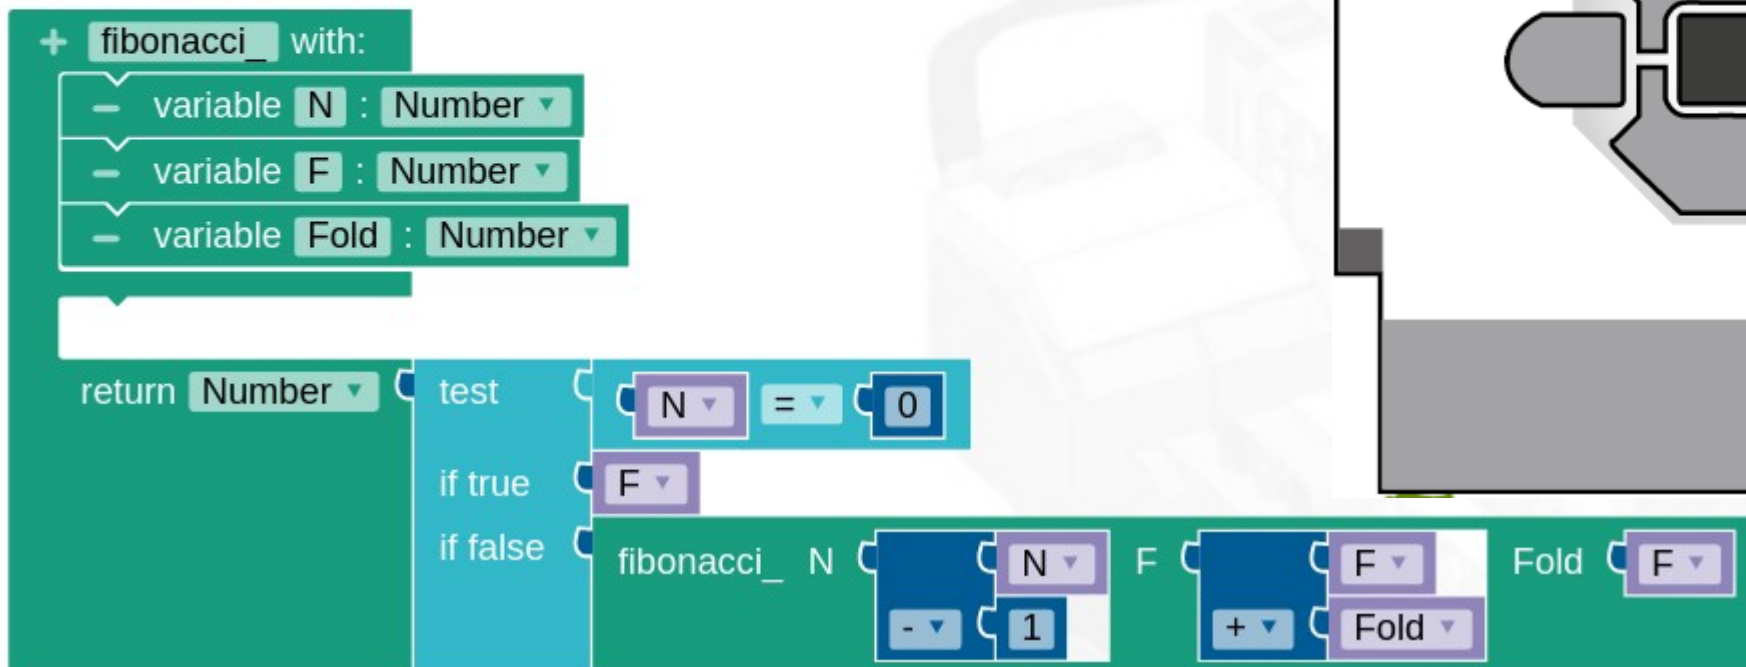 + fibonacci_ with:
- variable N : Number ▼
- variable F : Number ▼
- variable Fold : Number ▼
return Number ▼ test N ▼ = ▼ 0
if true F ▼
if false fibonacci_ N N ▼ - ▼ 1 F F ▼ + ▼ Fold ▼ Fold F ▼